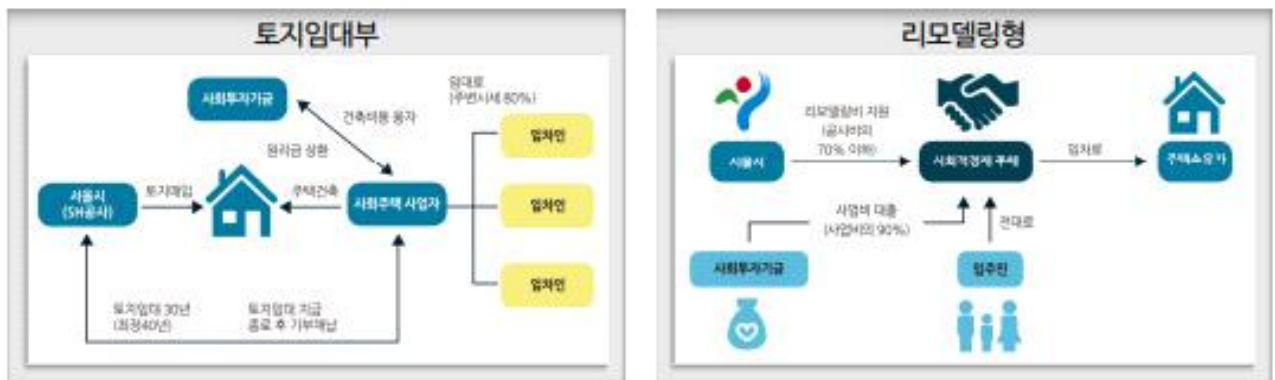 토지임대부
사회투자기금
임대료
(주변시세 80%)
건축비용 융자
원리금 상환
임차인
서울시
(SH공사)
토지매입
주택건축
사회주택 사업자
임차인
임차인
토지임대 30년
(최장40년)
토지임대 지급
종료 후 기부채납
리모델링형
리모델링비 지원
(공사비의
70% 이하)
서울시
사회적경제 주체
임차료
주택소유자
사업비 대출
(사업비의 90%)
전대료
사회투자기금
입주민